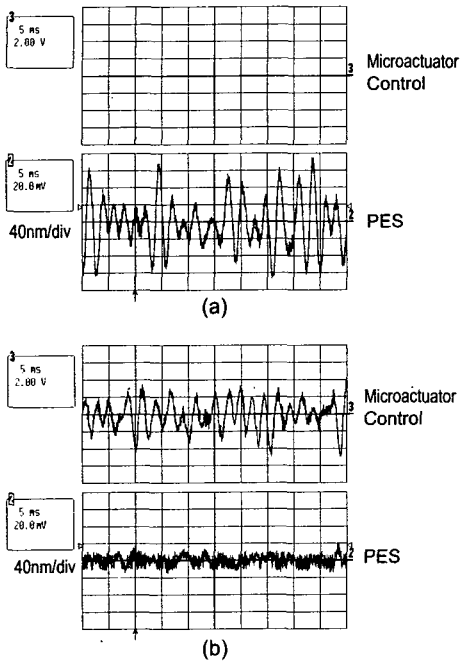 3
5 ms
2.00 V
3
Microactuator
Control
2
5 ms
20.0mV
40nm/div
1
2
PES
(a)
3
5 ms
2.00 V
3
Microactuator
Control
2
5 ms
20.0mV
40nm/div
1
2
PES
(b)